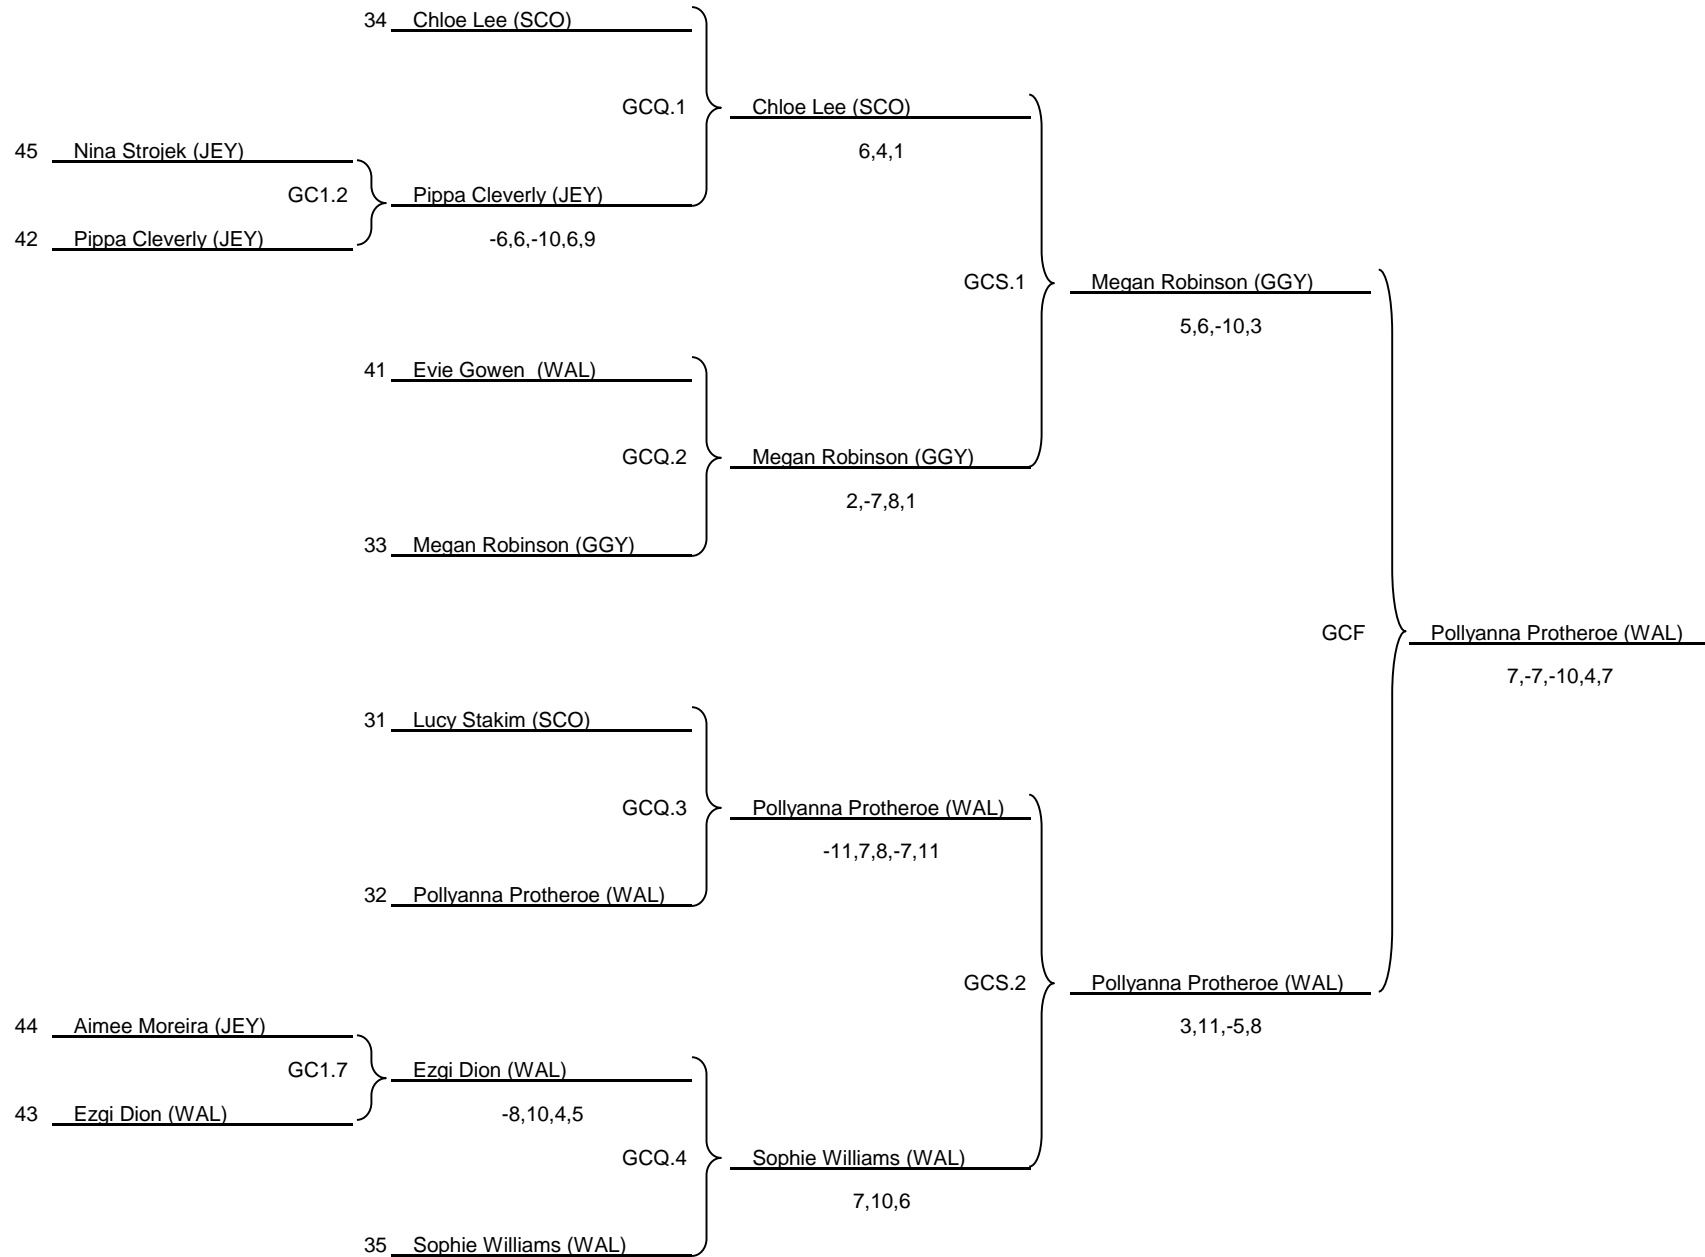 34 Chloe Lee (SCO)
GCQ.1 Chloe Lee (SCO)
45 Nina Strojek (JEY) 6,4,1
GC1.2 Pippa Cleverly (JEY)
42 Pippa Cleverly (JEY) -6,6,-10,6,9
GCS.1 Megan Robinson (GGY)
5,6,-10,3
41 Evie Gowen (WAL)
GCQ.2 Megan Robinson (GGY)
2,-7,8,1
33 Megan Robinson (GGY)
GCF Pollyanna Protheroe (WAL)
7,-7,-10,4,7
31 Lucy Stakim (SCO)
GCQ.3 Pollyanna Protheroe (WAL)
-11,7,8,-7,11
32 Pollyanna Protheroe (WAL)
GCS.2 Pollyanna Protheroe (WAL)
44 Aimee Moreira (JEY) 3,11,-5,8
GC1.7 Ezgi Dion (WAL)
43 Ezgi Dion (WAL) -8,10,4,5
GCQ.4 Sophie Williams (WAL)
7,10,6
35 Sophie Williams (WAL)